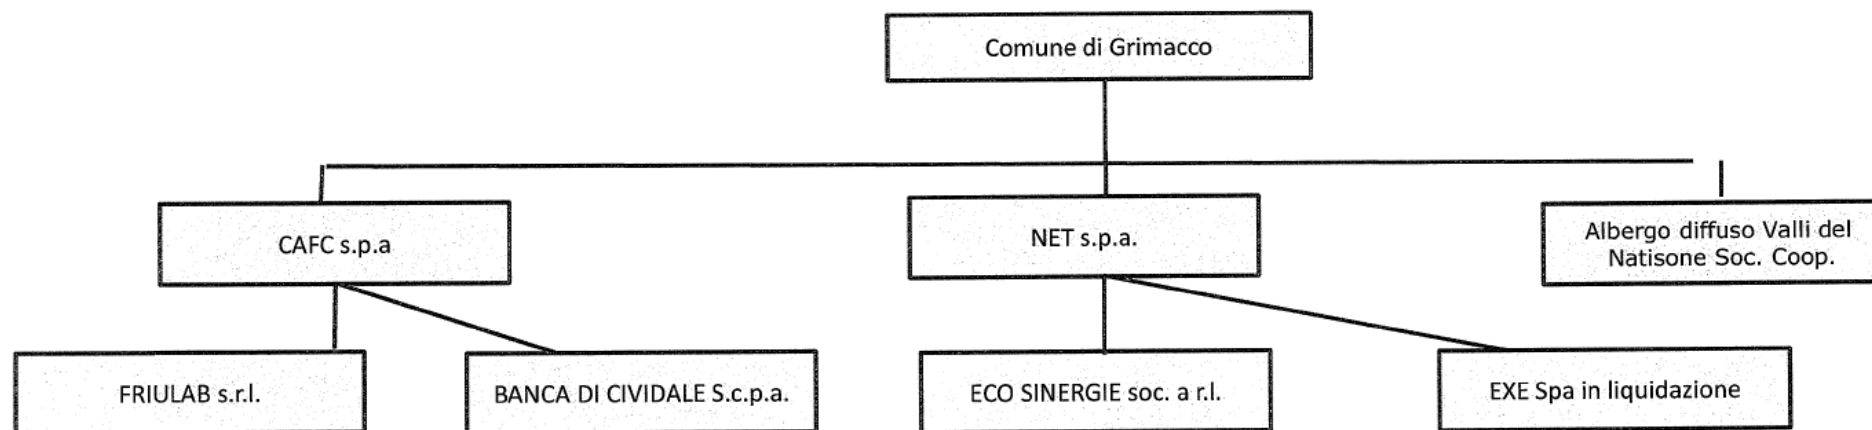 Comune di Grimacco
CAFC s.p.a
NET s.p.a.
Albergo diffuso Valli del
Natisone Soc. Coop.
FRIULAB s.r.l.
BANCA DI CIVIDALE S.c.p.a.
ECO SINERGIE soc. a r.l.
EXE Spa in liquidazione